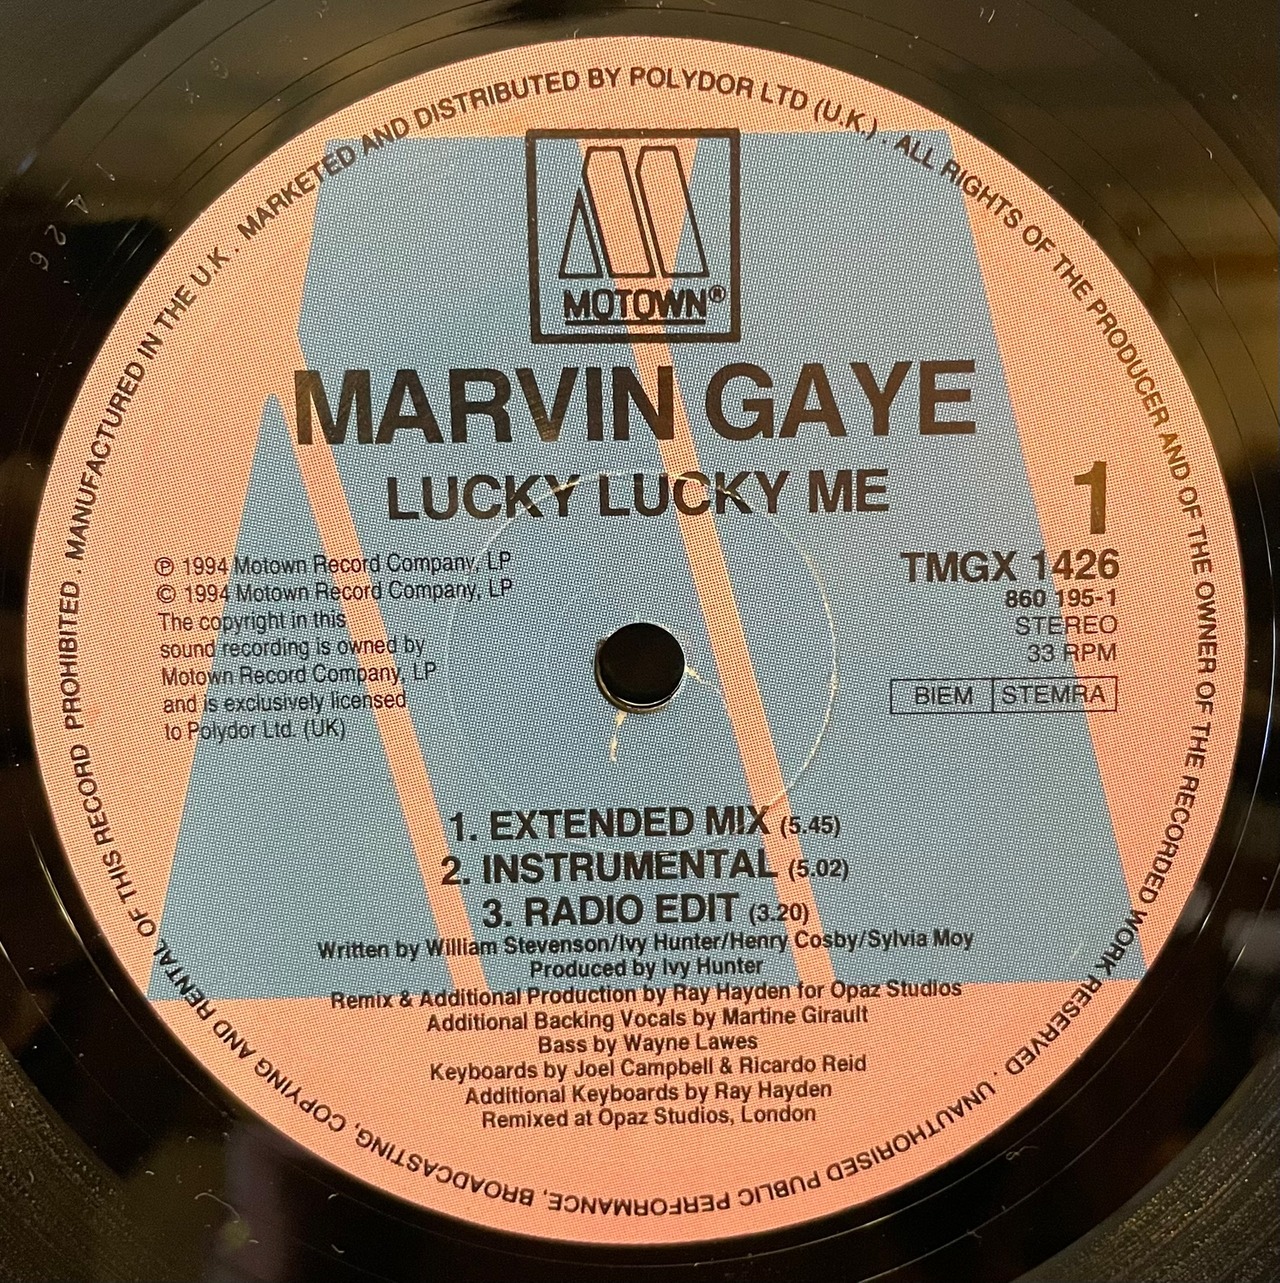 MANUFACTURED IN THE U.K. . MARKETED AND DISTRIBUTED BY POLYDOR LTD (U.K.) . ALL RIGHTS OF THE PRODUCER AND OF THE OWNER OF THE RECORDED WORK RESERVED . UNAUTHORISED PUBLIC PERFORMANCE, BROADCASTING, COPYING AND RENTAL OF THIS RECORD PROHIBITED .
MOTOWN®
MARVIN GAYE
LUCKY LUCKY ME
1
℗ 1994 Motown Record Company, LP
© 1994 Motown Record Company, LP
The copyright in this
sound recording is owned by
Motown Record Company, LP
and is exclusively licensed
to Polydor Ltd. (UK)
TMGX 1426
860 195-1
STEREO
33 RPM
BIEM STEMRA
1. EXTENDED MIX (5.45)
2. INSTRUMENTAL (5.02)
3. RADIO EDIT (3.20)
Written by William Stevenson/Ivy Hunter/Henry Cosby/Sylvia Moy
Produced by Ivy Hunter
Remix & Additional Production by Ray Hayden for Opaz Studios
Additional Backing Vocals by Martine Girault
Bass by Wayne Lawes
Keyboards by Joel Campbell & Ricardo Reid
Additional Keyboards by Ray Hayden
Remixed at Opaz Studios, London